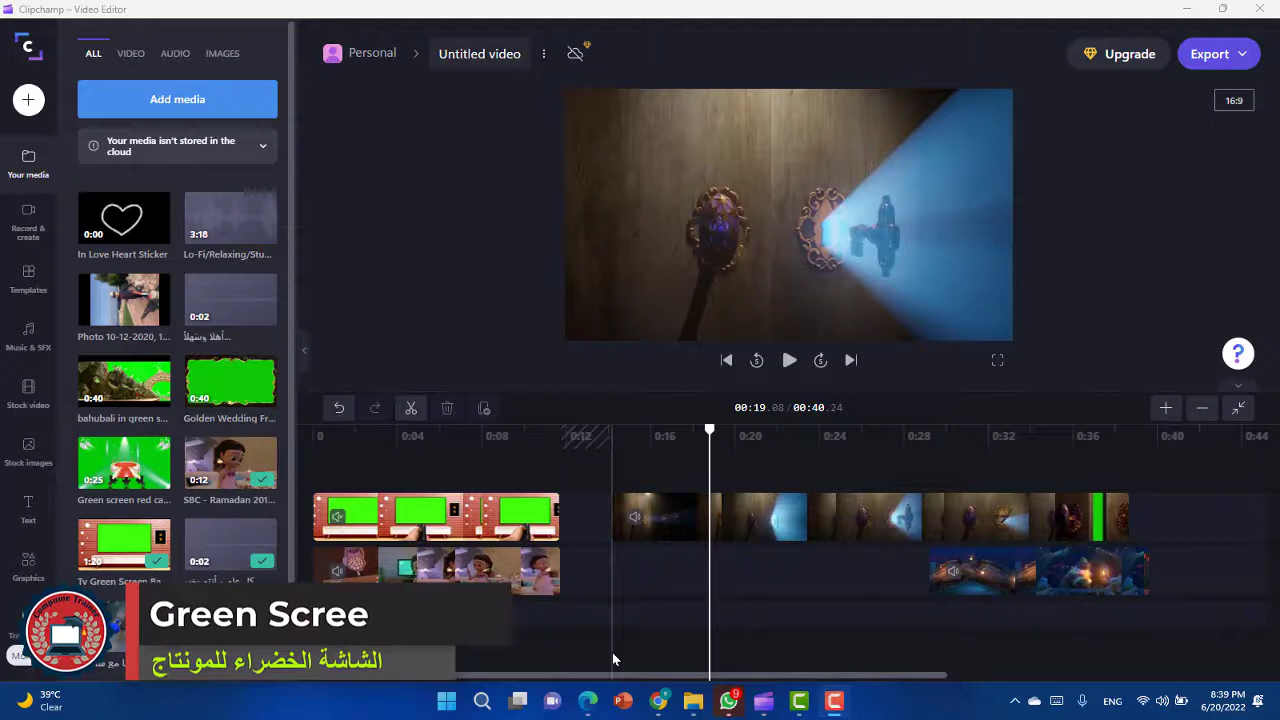 Clipchamp – Video Editor
ALL VIDEO AUDIO IMAGES
Personal
Untitled video
Upgrade
Export
Add media
16:9
Your media isn't stored in the
cloud
Your media
0:00
3:18
In Love Heart Sticker
Lo-Fi/Relaxing/Stu...
Record &
create
Templates
0:02
Photo 10-12-2020, 1...
أهلا وسهلاً...
Music & SFX
0:40
0:40
bahubali in green s...
Golden Wedding Fr...
Stock video
00:19.08 / 00:40.24
0 0:04 0:08 0:12 0:16 0:20 0:24 0:28 0:32 0:36 0:40 0:44
Stock images
0:25
0:12
Green screen red ca...
SBC - Ramadan 201...
Text
1:20
0:02
Tv Green Screen Ba...
Graphics
Green Scree
الشاشة الخضراء للمونتاج
39°C
Clear
9
ENG
8:39 PM
6/20/2022